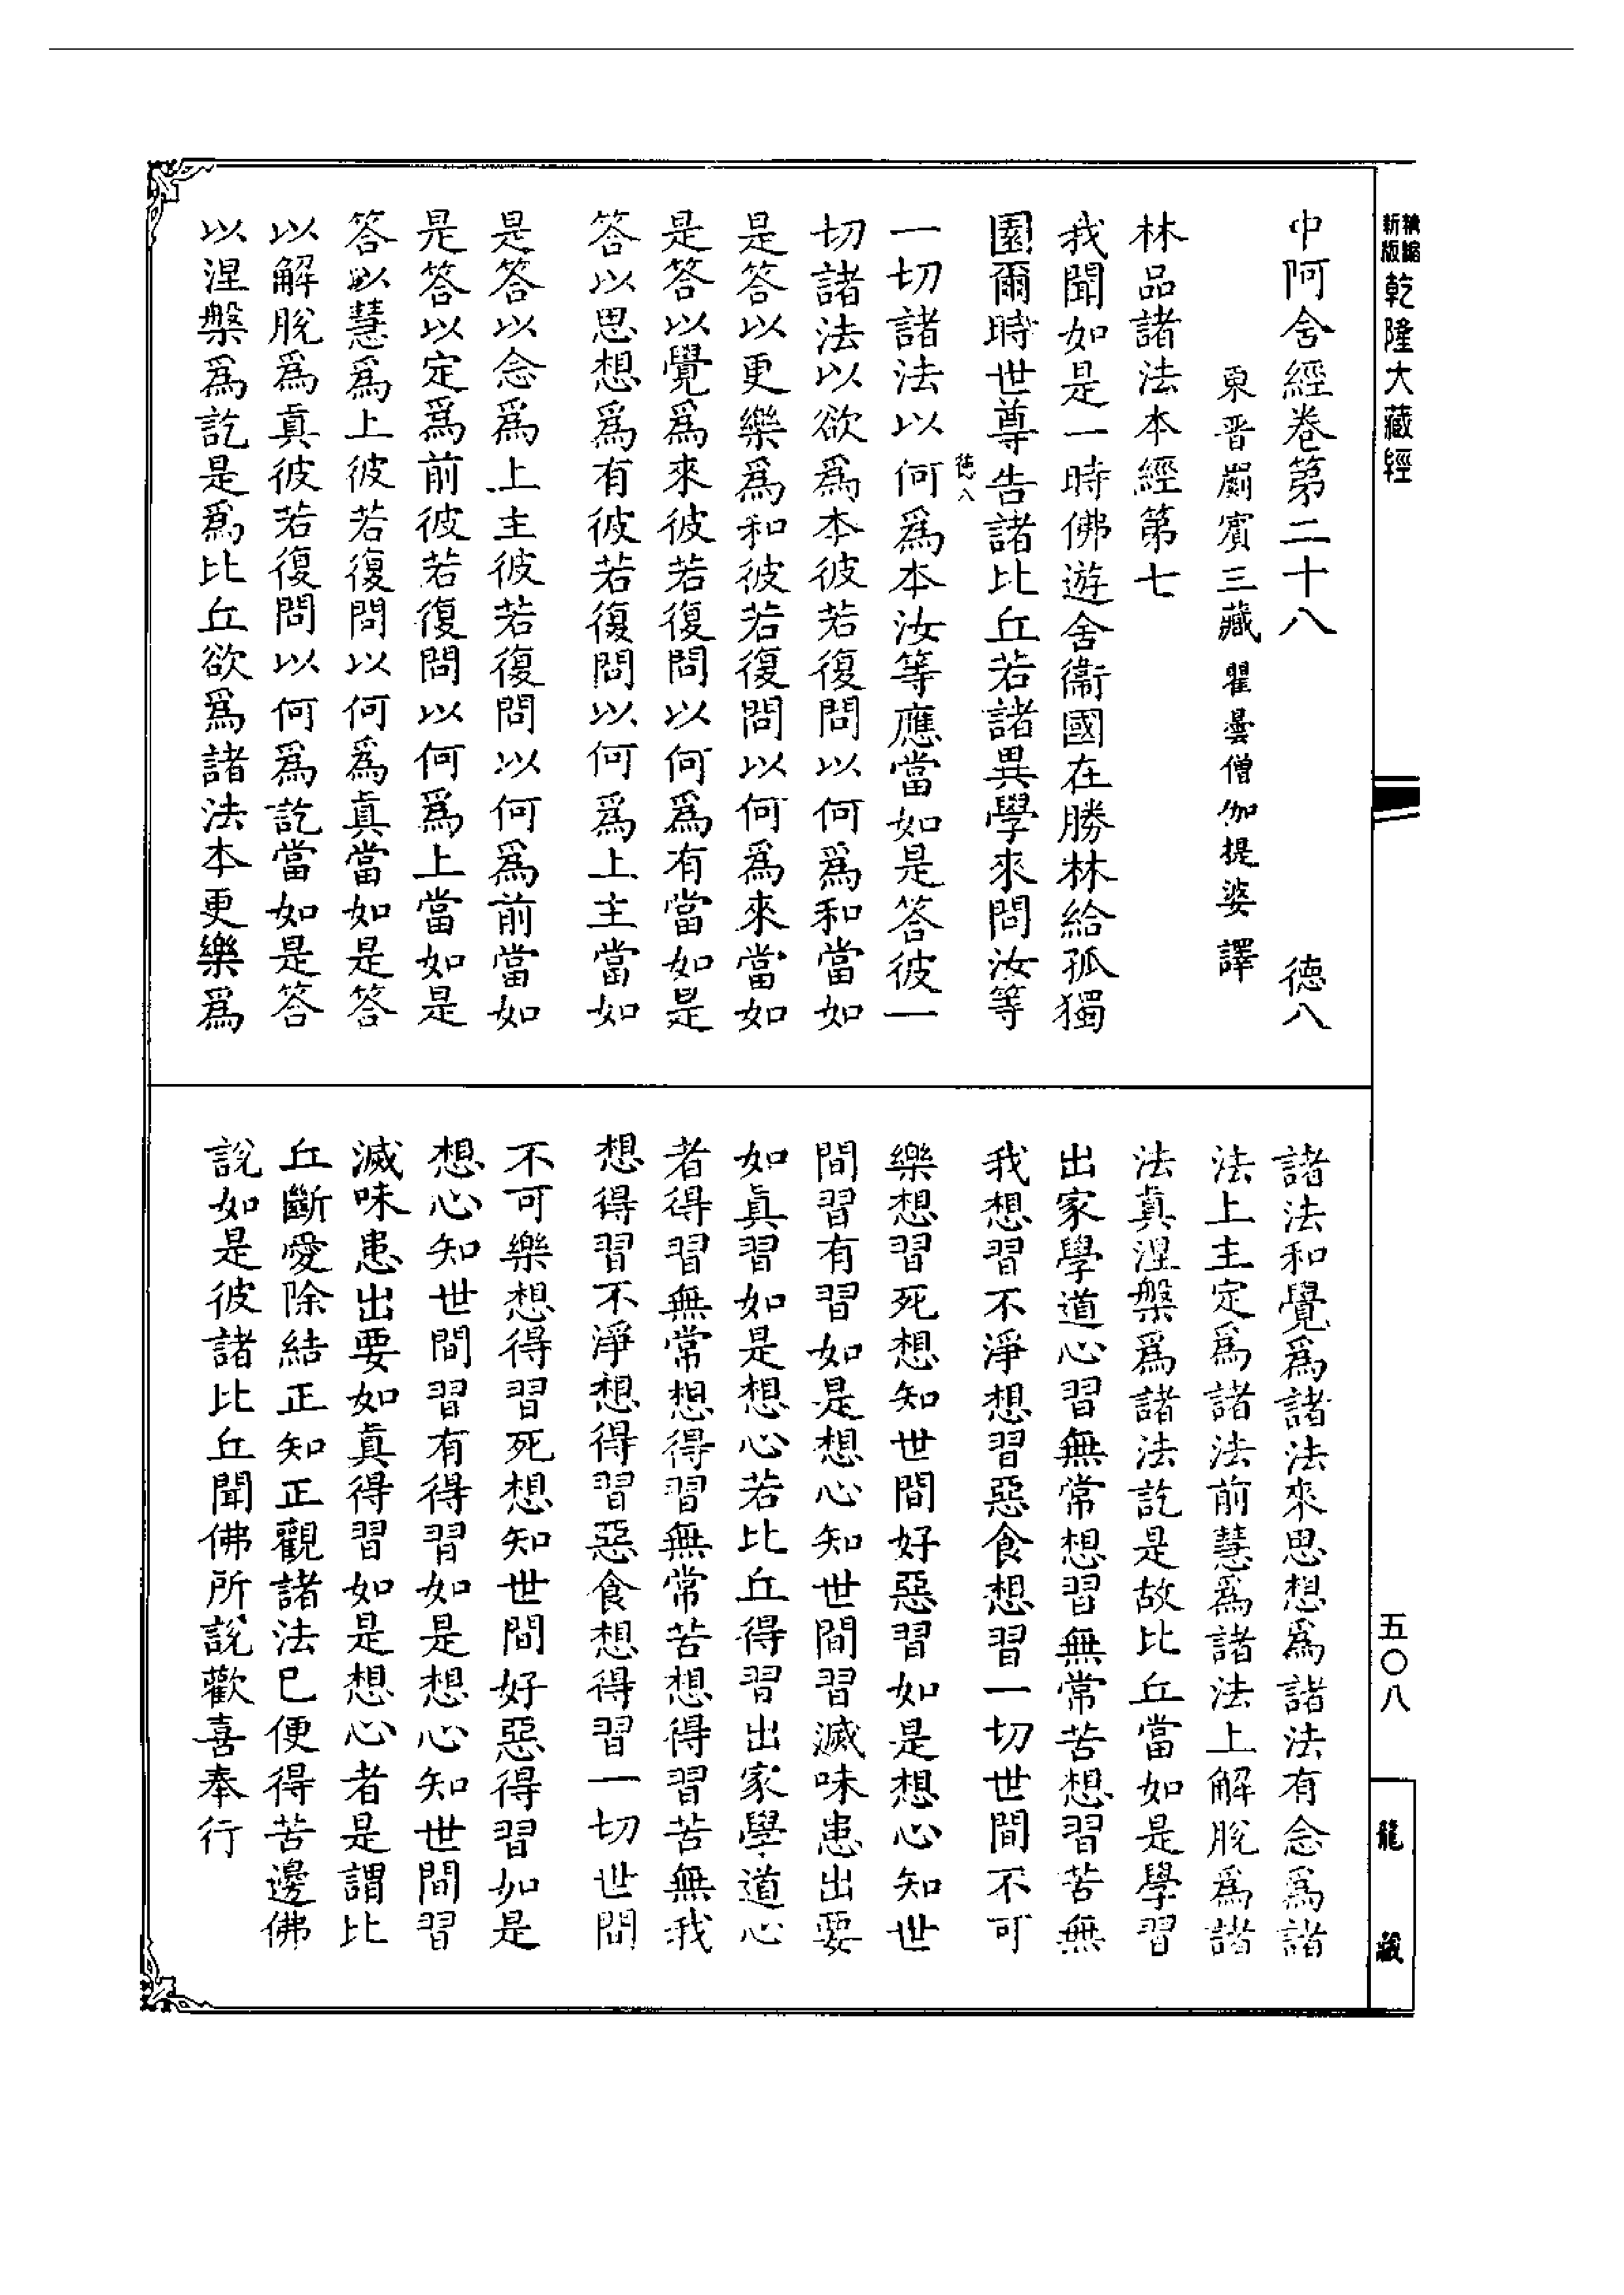 精縮
新版
乾隆大藏經
中阿含經卷第二十八 德八
東晉罽賓三藏瞿曇僧伽提婆譯
林品諸法本經第七
我聞如是一時佛遊舍衞國在勝林給孤獨
園爾時世尊告諸比丘若諸異學來問汝等
德八
一切諸法以何爲本汝等應當如是答彼一
切諸法以欲爲本彼若復問以何爲和當如
是答以更樂爲和彼若復問以何爲來當如
是答以覺爲來彼若復問以何爲有當如是
答以思想爲有彼若復問以何爲上主當如
是答以念爲上主彼若復問以何爲前當如
是答以定爲前彼若復問以何爲上當如是
答以慧爲上彼若復問以何爲真當如是答
以解脫爲真彼若復問以何爲訖當如是答
以涅槃爲訖是爲比丘欲爲諸法本更樂爲
諸法和覺爲諸法來思想爲諸法有念爲諸
法上主定爲諸法前慧爲諸法上解脫爲諸
法真涅槃爲諸法訖是故比丘當如是學習
出家學道心習無常想習無常苦想習苦無
我想習不淨想習惡食想習一切世間不可
樂想習死想知世間好惡習如是想心知世
間習有習如是想心知世間習滅味患出要
如真習如是想心若比丘得習出家學道心
者得習無常想得習無常苦想得習苦無我
想得習不淨想得習惡食想得習一切世間
不可樂想得習死想知世間好惡得習如是
想心知世間習有得習如是想心知世間習
滅味患出要如真得習如是想心者是謂比
丘斷愛除結正知正觀諸法已便得苦邊佛
說如是彼諸比丘聞佛所說歡喜奉行
五〇八
龍藏